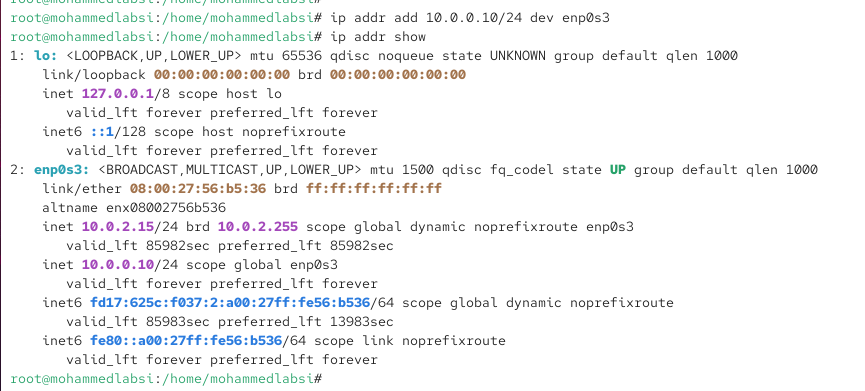 root@mohammedlabsi:/home/mohammedlabsi# ip addr add 10.0.0.10/24 dev enp0s3
root@mohammedlabsi:/home/mohammedlabsi# ip addr show
1: lo: <LOOPBACK,UP,LOWER_UP> mtu 65536 qdisc noqueue state UNKNOWN group default qlen 1000
    link/loopback 00:00:00:00:00:00 brd 00:00:00:00:00:00
    inet 127.0.0.1/8 scope host lo
       valid_lft forever preferred_lft forever
    inet6 ::1/128 scope host noprefixroute
       valid_lft forever preferred_lft forever
2: enp0s3: <BROADCAST,MULTICAST,UP,LOWER_UP> mtu 1500 qdisc fq_codel state UP group default qlen 1000
    link/ether 08:00:27:56:b5:36 brd ff:ff:ff:ff:ff:ff
    altname enx08002756b536
    inet 10.0.2.15/24 brd 10.0.2.255 scope global dynamic noprefixroute enp0s3
       valid_lft 85982sec preferred_lft 85982sec
    inet 10.0.0.10/24 scope global enp0s3
       valid_lft forever preferred_lft forever
    inet6 fd17:625c:f037:2:a00:27ff:fe56:b536/64 scope global dynamic noprefixroute
       valid_lft 85983sec preferred_lft 13983sec
    inet6 fe80::a00:27ff:fe56:b536/64 scope link noprefixroute
       valid_lft forever preferred_lft forever
root@mohammedlabsi:/home/mohammedlabsi#